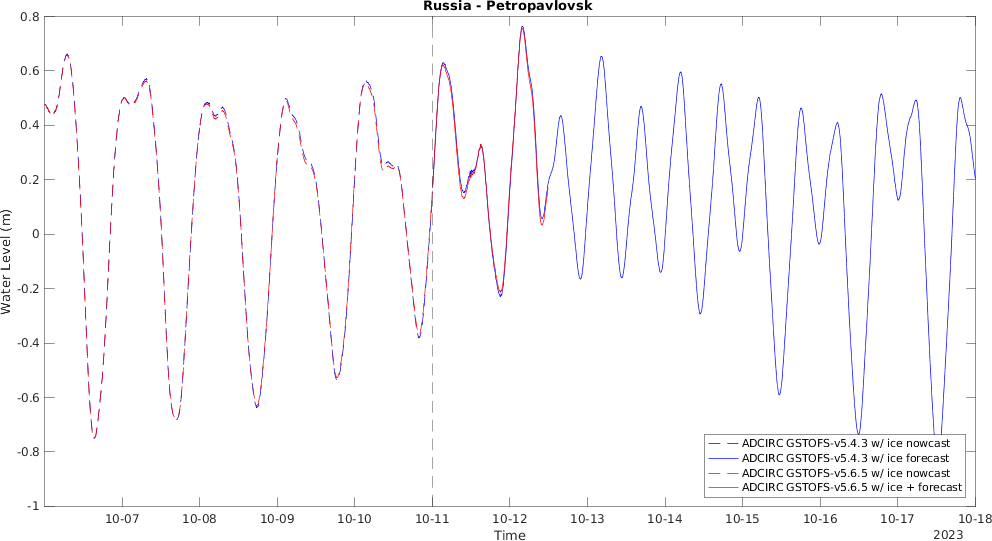 Russia - Petropavlovsk
0.8
0.6
0.4
0.2
0
-0.2
-0.4
-0.6
-0.8
-1
Water Level (m)
ADCIRC GSTOFS-v5.4.3 w/ ice nowcast
ADCIRC GSTOFS-v5.4.3 w/ ice forecast
ADCIRC GSTOFS-v5.6.5 w/ ice nowcast
ADCIRC GSTOFS-v5.6.5 w/ ice + forecast
10-07 10-08 10-09 10-10 10-11 10-12 10-13 10-14 10-15 10-16 10-17 10-18
Time
2023